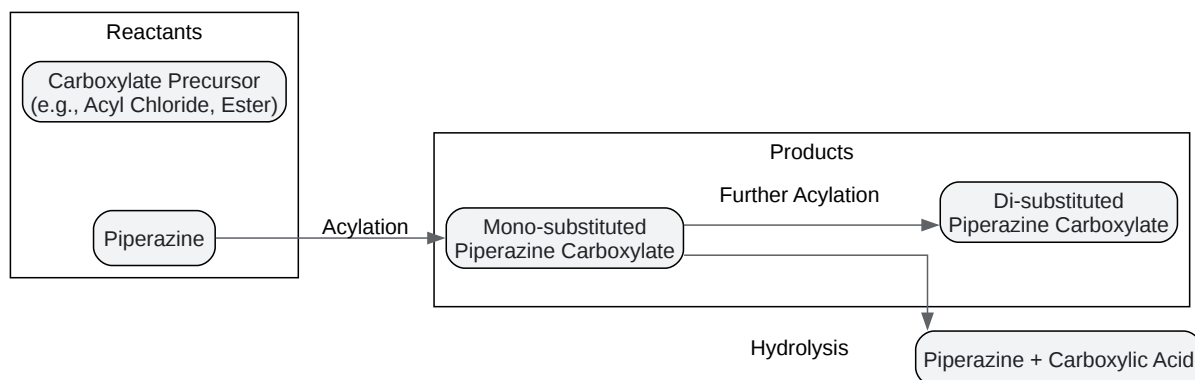 Reactants
Carboxylate Precursor
(e.g., Acyl Chloride, Ester)
Piperazine
Acylation
Products
Mono-substituted
Piperazine Carboxylate
Further Acylation
Di-substituted
Piperazine Carboxylate
Hydrolysis
Piperazine + Carboxylic Acid